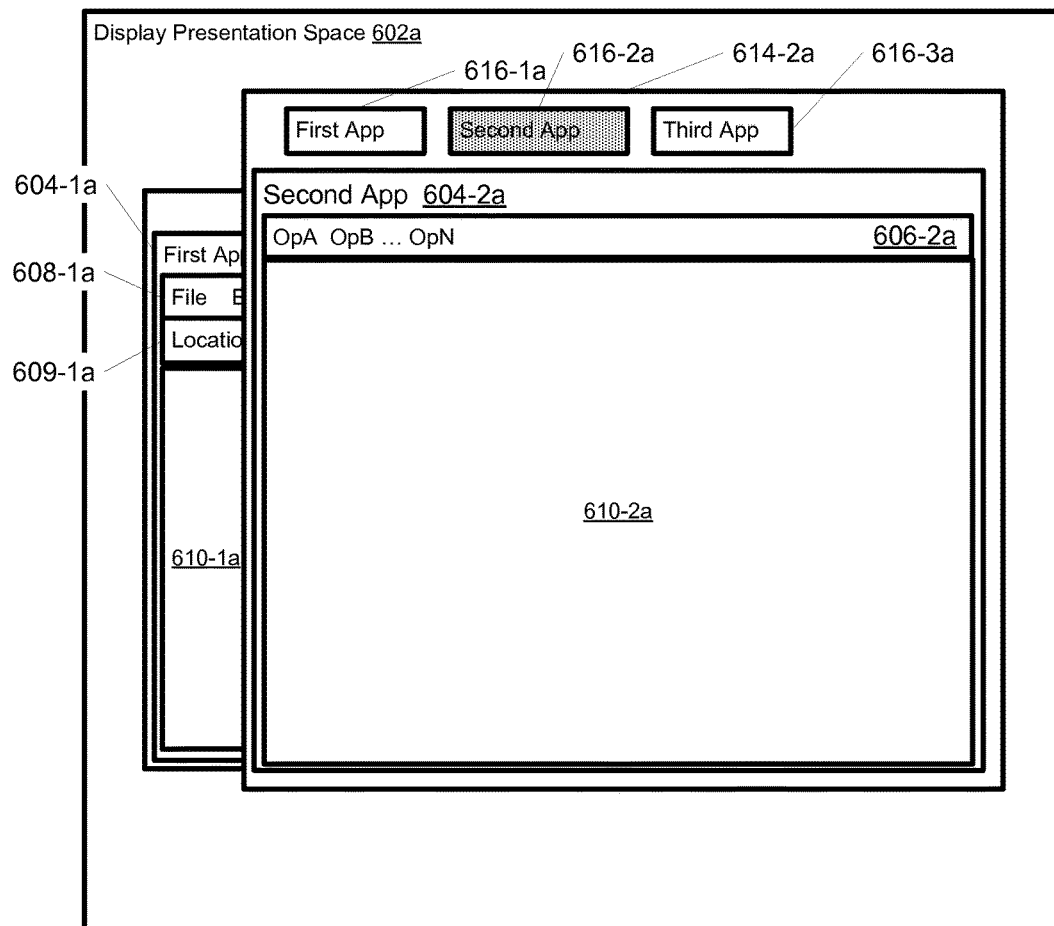 Display Presentation Space 602a
616-1a
616-2a
614-2a
616-3a
First App
Second App
Third App
604-1a
608-1a
609-1a
First Ap
File E
Locatio
610-1a
Second App 604-2a
OpA OpB ... OpN
606-2a
610-2a